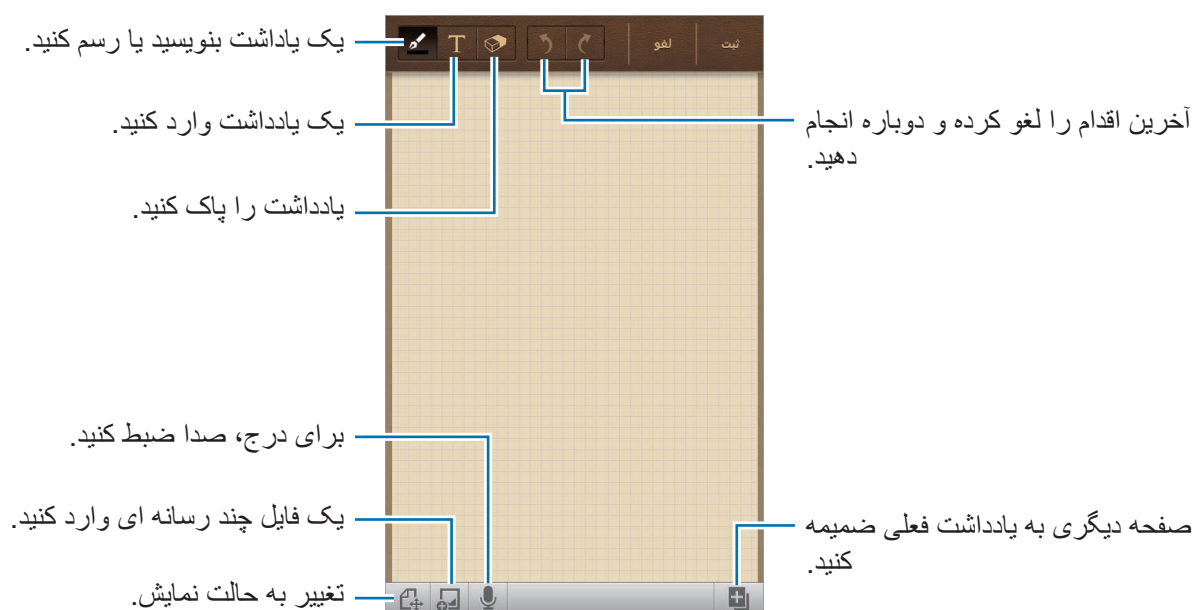 یک یاداشت بنویسید یا رسم کنید.
T
لغو
ثبت
یک یادداشت وارد کنید.
آخرین اقدام را لغو کرده و دوباره انجام
دهید.
یادداشت را پاک کنید.
برای درج، صدا ضبط کنید.
یک فایل چند رسانه ای وارد کنید.
صفحه دیگری به یادداشت فعلی ضمیمه
کنید.
تغییر به حالت نمایش.